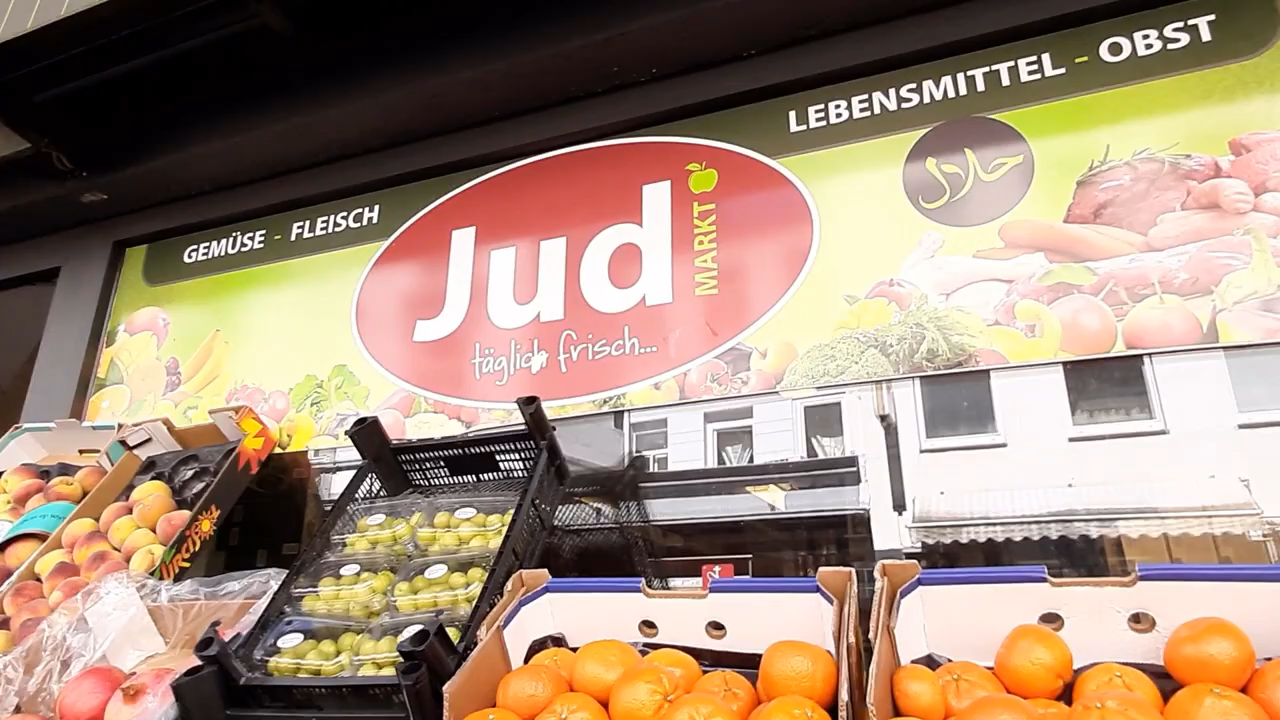 GEMÜSE - FLEISCH
LEBENSMITTEL - OBST
Jud
MARKT
täglich frisch...
حلال